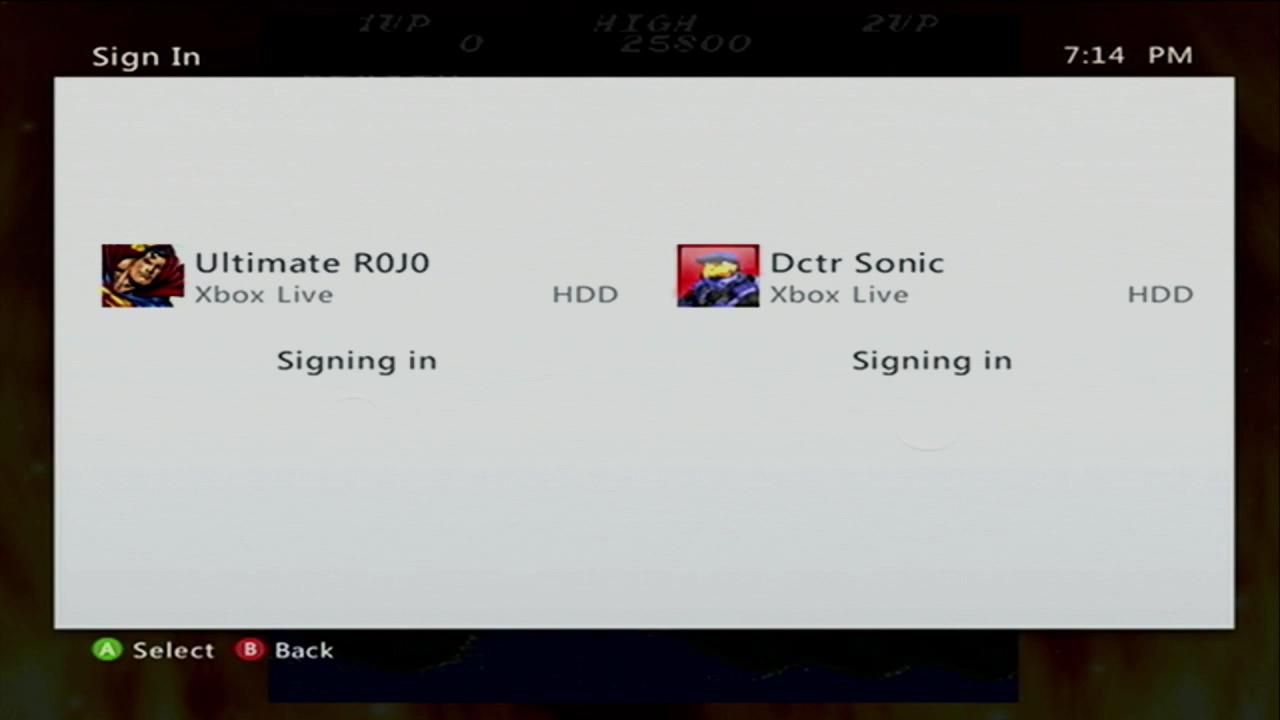 1UP HIGH 2UP
0 25800
Sign In 7:14 PM
Ultimate R0J0 Dctr Sonic
Xbox Live HDD Xbox Live HDD
Signing in Signing in
A Select B Back